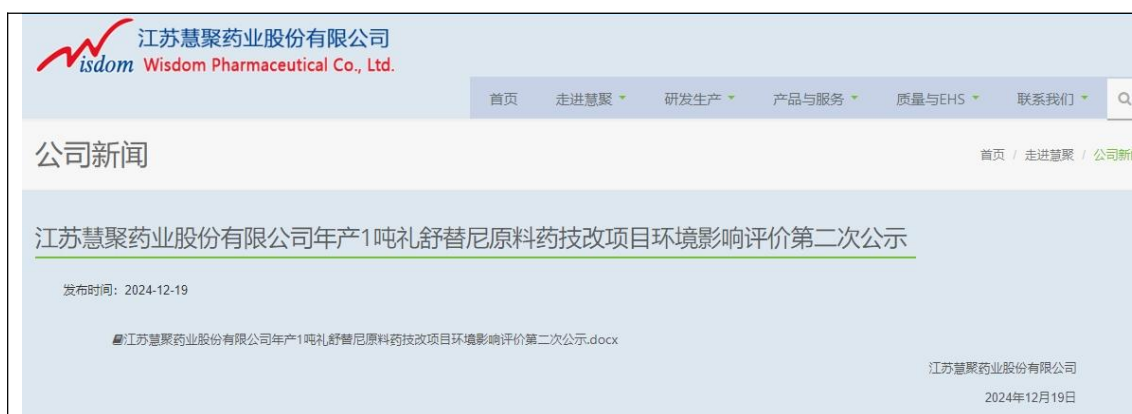 江苏慧聚药业股份有限公司
Wisdom Pharmaceutical Co., Ltd.
首页 走进慧聚 研发生产 产品与服务 质量与EHS 联系我们
公司新闻
首页 / 走进慧聚 / 公司新
江苏慧聚药业股份有限公司年产1吨礼舒替尼原料药技改项目环境影响评价第二次公示
发布时间：2024-12-19
江苏慧聚药业股份有限公司年产1吨礼舒替尼原料药技改项目环境影响评价第二次公示.docx
江苏慧聚药业股份有限公司
2024年12月19日